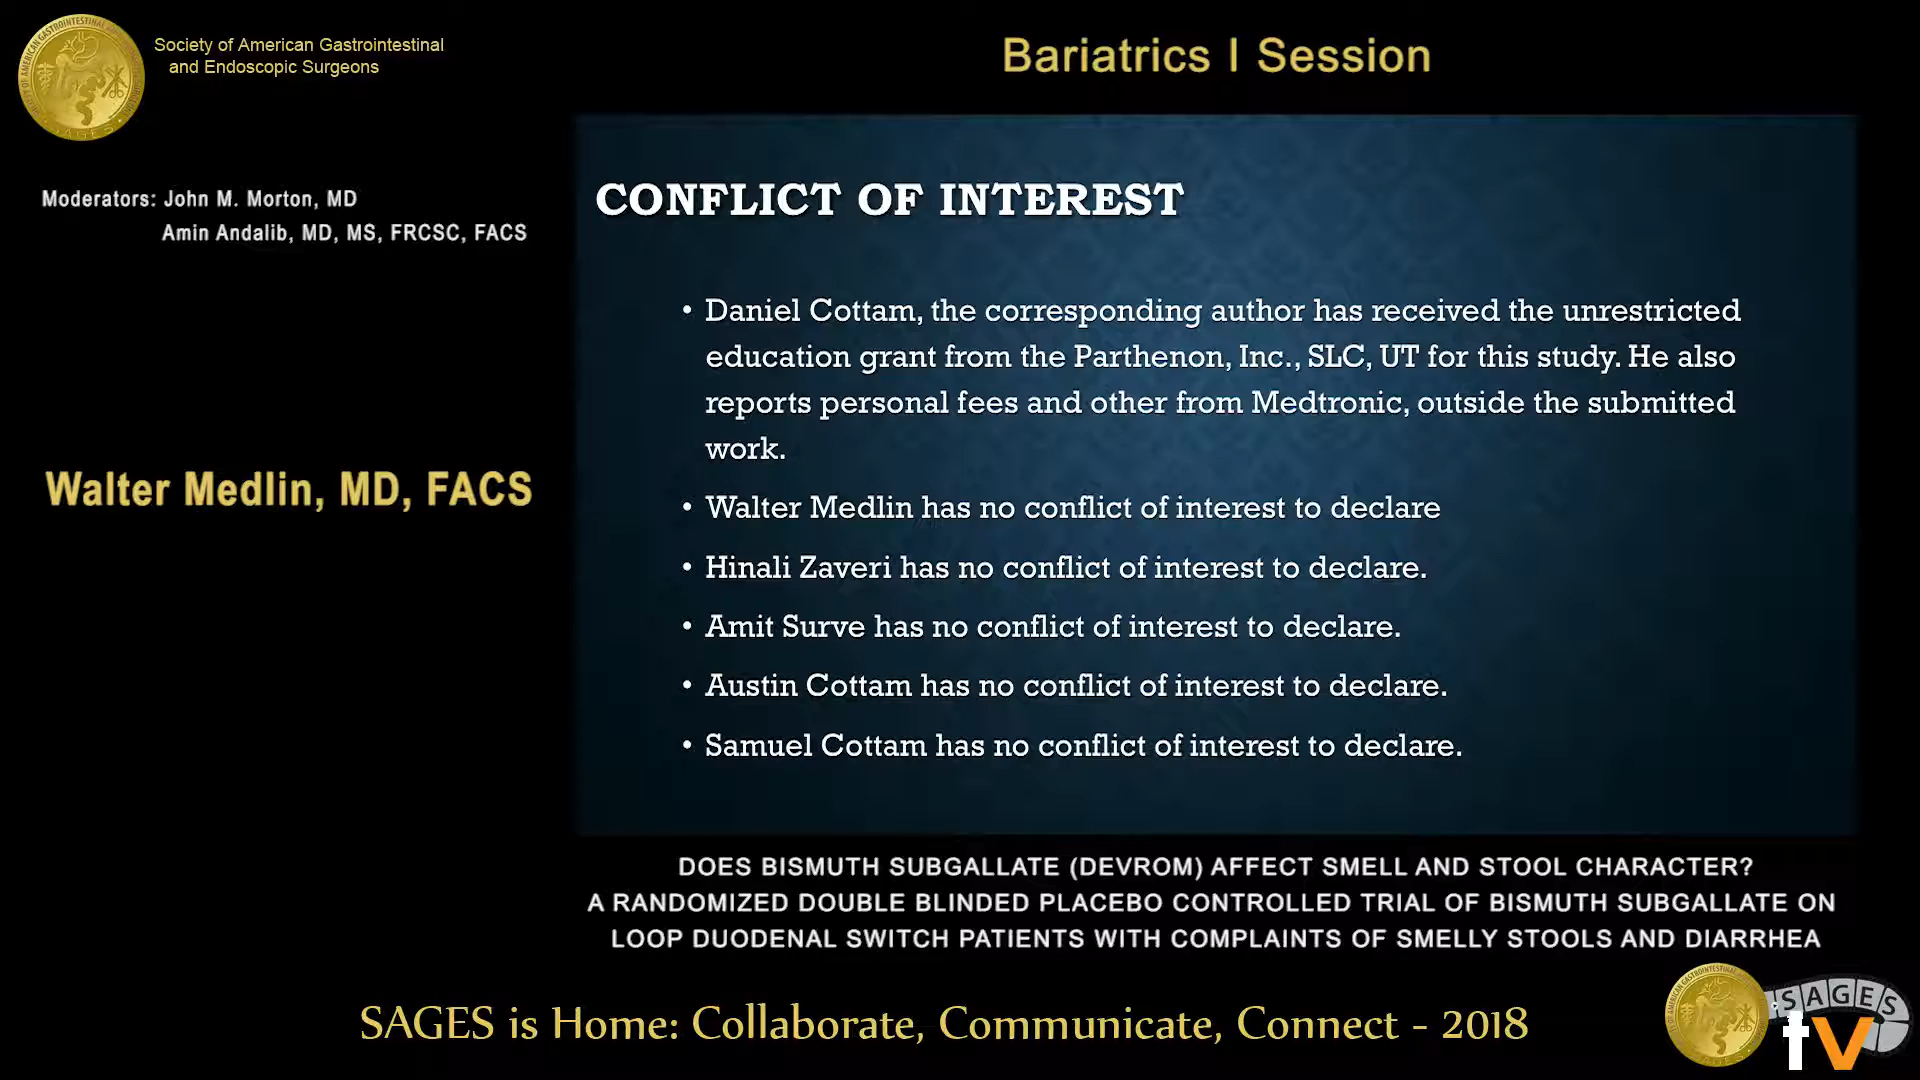 Society of American Gastrointestinal
and Endoscopic Surgeons
Bariatrics I Session
Moderators: John M. Morton, MD
Amin Andalib, MD, MS, FRCSC, FACS
Walter Medlin, MD, FACS
CONFLICT OF INTEREST
• Daniel Cottam, the corresponding author has received the unrestricted
education grant from the Parthenon, Inc., SLC, UT for this study. He also
reports personal fees and other from Medtronic, outside the submitted
work.
• Walter Medlin has no conflict of interest to declare
• Hinali Zaveri has no conflict of interest to declare.
• Amit Surve has no conflict of interest to declare.
• Austin Cottam has no conflict of interest to declare.
• Samuel Cottam has no conflict of interest to declare.
DOES BISMUTH SUBGALLATE (DEVROM) AFFECT SMELL AND STOOL CHARACTER?
A RANDOMIZED DOUBLE BLINDED PLACEBO CONTROLLED TRIAL OF BISMUTH SUBGALLATE ON
LOOP DUODENAL SWITCH PATIENTS WITH COMPLAINTS OF SMELLY STOOLS AND DIARRHEA
SAGES is Home: Collaborate, Communicate, Connect - 2018
SAGES
tv